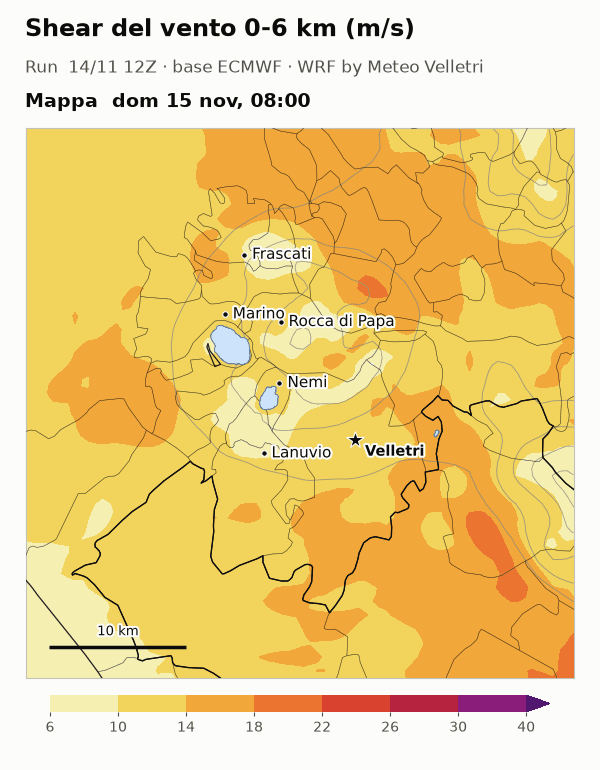 Shear del vento 0-6 km (m/s)
Run  14/11 12Z · base ECMWF · WRF by Meteo Velletri
Mappa  dom 15 nov, 08:00
Frascati
Marino
Rocca di Papa
Nemi
Velletri
Lanuvio
10 km
6 10 14 18 22 26 30 40